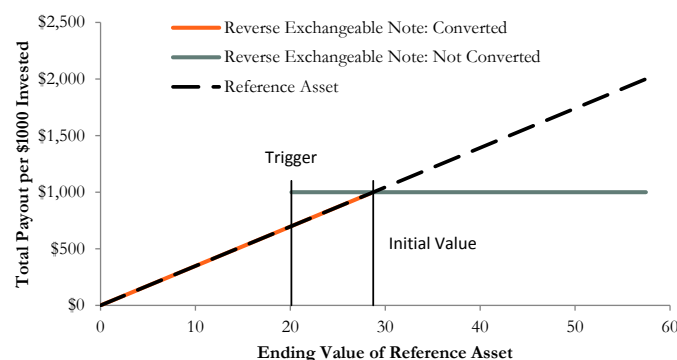 Reverse Exchangeable Note: Converted
Reverse Exchangeable Note: Not Converted
Reference Asset
Total Payout per $1000 Invested
$2,500
$2,000
$1,500
$1,000
$500
$0
Trigger
Initial Value
0 10 20 30 40 50 60
Ending Value of Reference Asset